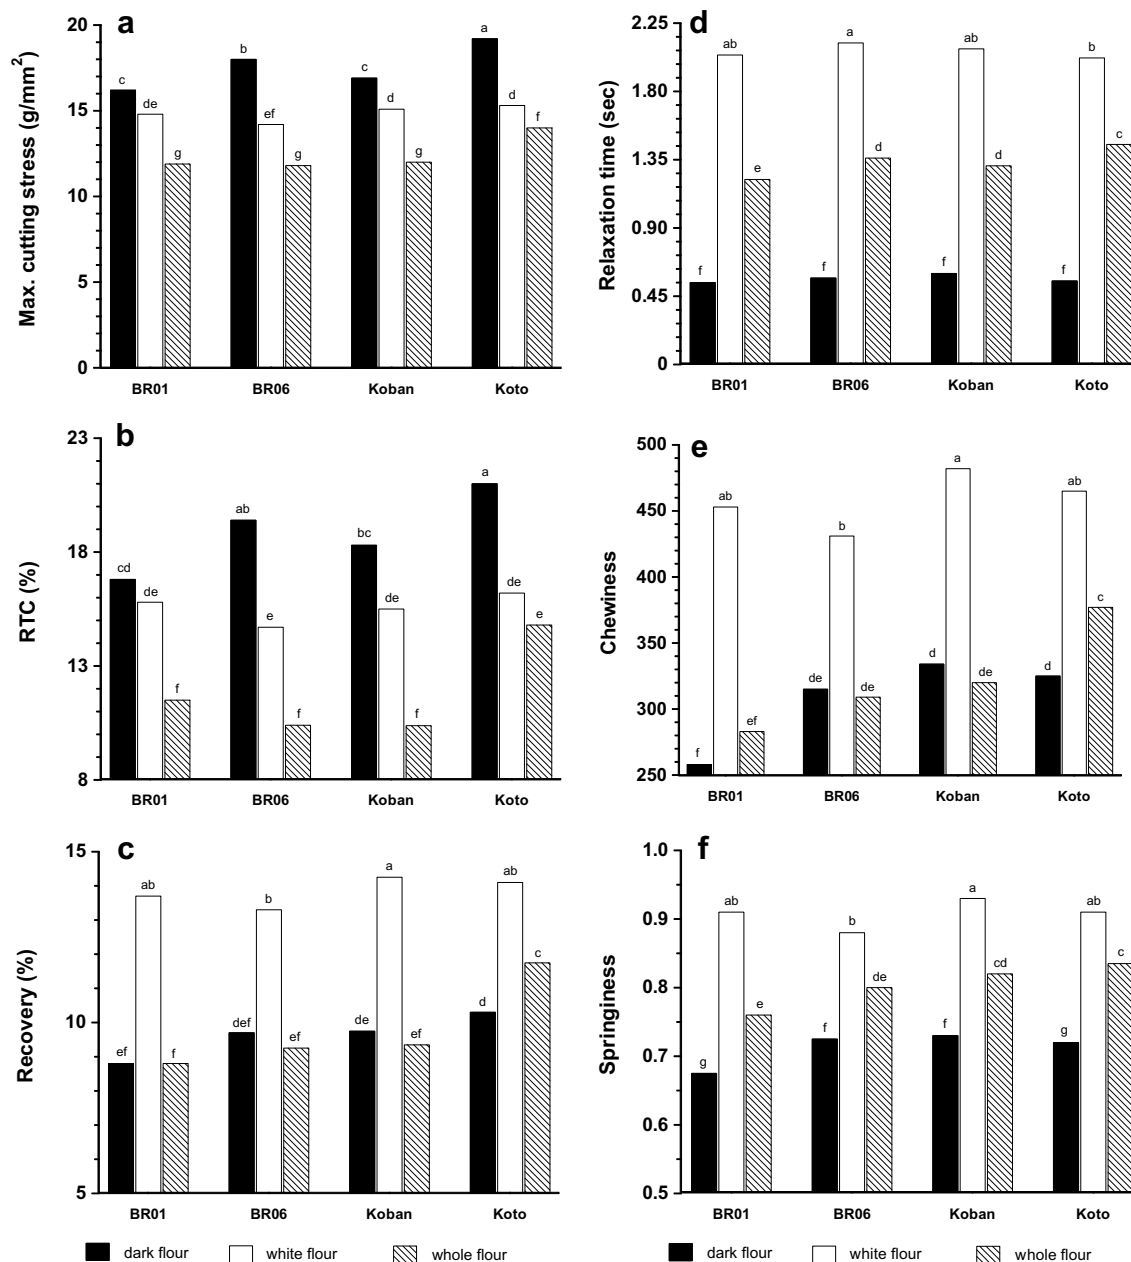 a
Max. cutting stress (g/mm²)
20
15
10
5
0
c
de
g
b
ef
g
c
d
g
a
d
f
BR01 BR06 Koban Koto
d
Relaxation time (sec)
2.25
1.80
1.35
0.90
0.45
0
f
ab
e
f
a
d
f
ab
d
f
b
c
BR01 BR06 Koban Koto
b
RTC (%)
23
18
13
8
cd
de
f
ab
e
f
bc
de
f
a
de
de
BR01 BR06 Koban Koto
e
Chewiness
500
450
400
350
300
250
f
ab
ef
de
b
de
d
a
de
d
ab
c
BR01 BR06 Koban Koto
c
Recovery (%)
15
10
5
ef
ab
f
def
b
ef
de
a
ef
d
ab
c
BR01 BR06 Koban Koto
f
Springiness
1.0
0.9
0.8
0.7
0.6
0.5
g
ab
e
f
b
de
f
a
cd
g
ab
c
BR01 BR06 Koban Koto
dark flour white flour whole flour
dark flour white flour whole flour